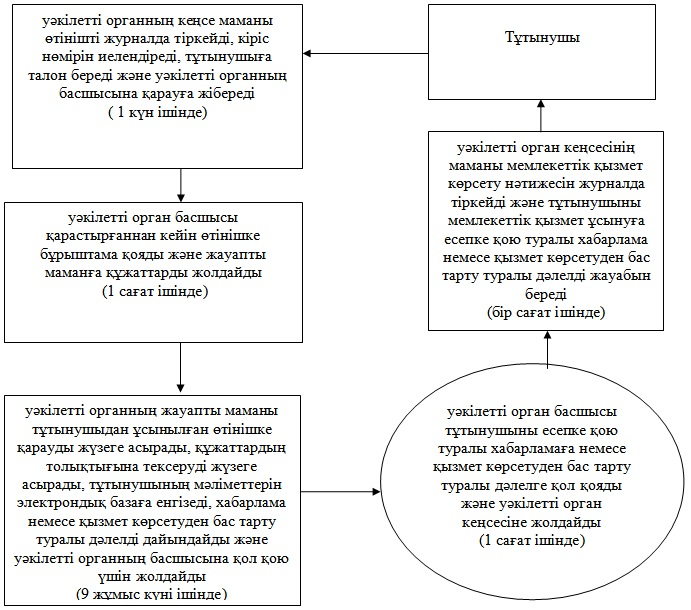 уәкілетті органның кеңсе маманы
өтінішті журналда тіркейді, кіріс
нөмірін иелендіреді, тұтынушыға
талон береді және уәкілетті органның
басшысына қарауға жібереді
( 1 күн ішінде)
Тұтынушы
уәкілетті орган басшысы
қарастырғаннан кейін өтінішке
бұрыштама қояды және жауапты
маманға құжаттарды жолдайды
(1 сағат ішінде)
уәкілетті орган кеңсесінің
маманы мемлекеттік қызмет
көрсету нәтижесін журналда
тіркейді және тұтынушыны
мемлекеттік қызмет ұсынуға
есепке қою туралы хабарлама
немесе қызмет көрсетуден бас
тарту туралы дәлелді жауабын
береді
(бір сағат ішінде)
уәкілетті органның жауапты маманы
тұтынушыдан ұсынылған өтінішке
қарауды жүзеге асырады, құжаттардың
толықтығына тексеруді жүзеге
асырады, тұтынушының мәліметтерін
электрондық базаға енгізеді, хабарлама
немесе қызмет көрсетуден бас тарту
туралы дәлелді дайындайды және
уәкілетті органның басшысына қол қою
үшін жолдайды
(9 жұмыс күні ішінде)
уәкілетті орган басшысы
тұтынушыны есепке қою
туралы хабарламаға немесе
қызмет көрсетуден бас тарту
туралы дәлелге қол қояды
және уәкілетті орган
кеңсесіне жолдайды
(1 сағат ішінде)